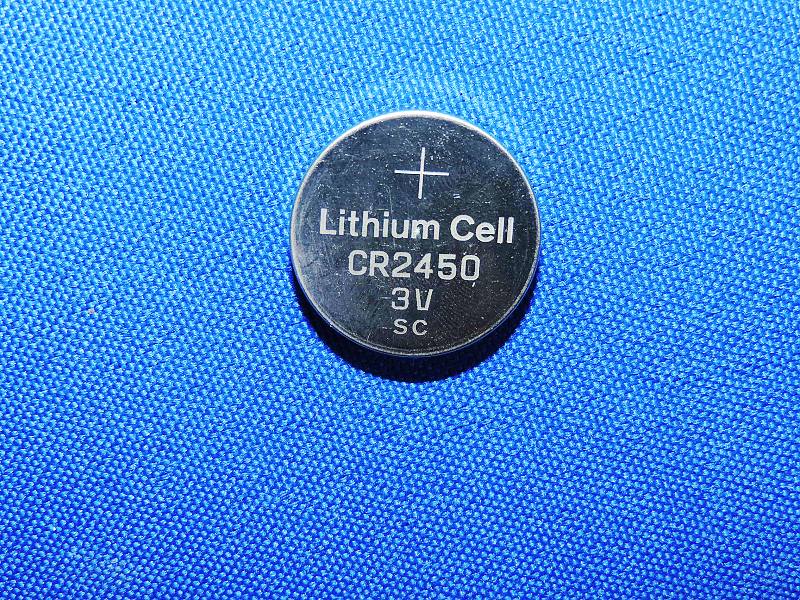 +
Lithium Cell
CR2450
3V
SC